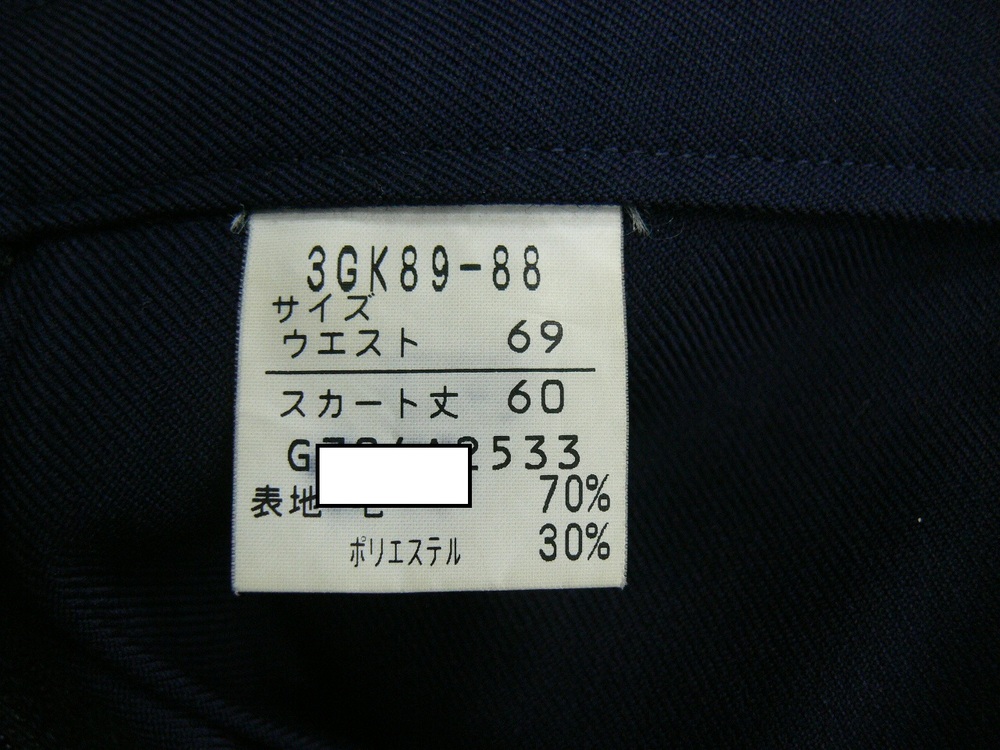 3GK89-88
サイズ
ウエスト 69
スカート丈 60
表地 70%
ポリエステル 30%